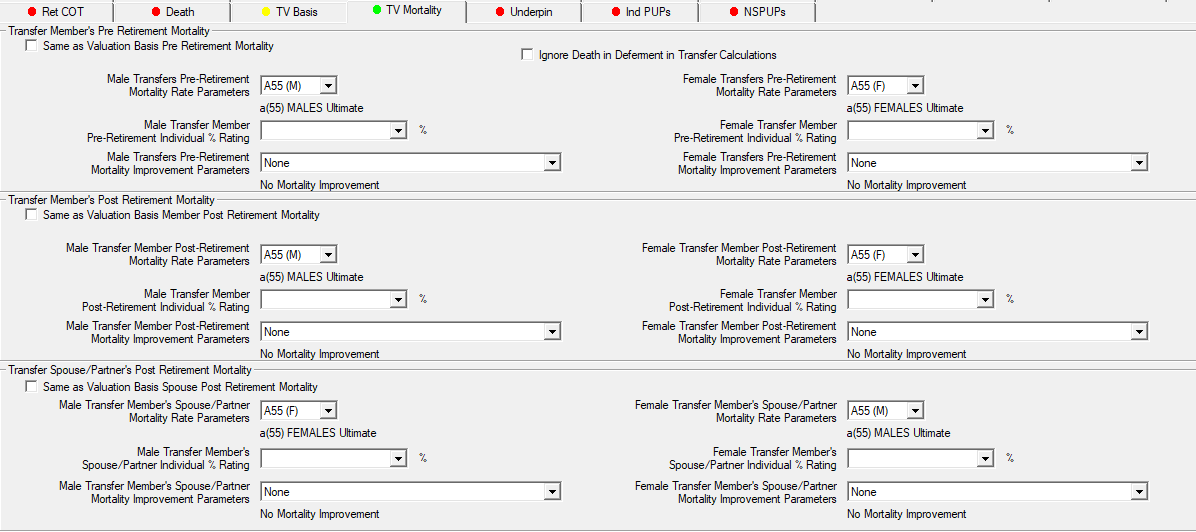 Ret COT Death TV Basis TV Mortality Underpin Ind PUPs NSPUPs
Transfer Member's Pre Retirement Mortality
Same as Valuation Basis Pre Retirement Mortality
Ignore Death in Deferment in Transfer Calculations
Male Transfers Pre-Retirement
Mortality Rate Parameters
A55 (M)
a(55) MALES Ultimate
Female Transfers Pre-Retirement
Mortality Rate Parameters
A55 (F)
a(55) FEMALES Ultimate
Male Transfer Member
Pre-Retirement Individual % Rating
%
Female Transfer Member
Pre-Retirement Individual % Rating
%
Male Transfers Pre-Retirement
Mortality Improvement Parameters
None
No Mortality Improvement
Female Transfers Pre-Retirement
Mortality Improvement Parameters
None
No Mortality Improvement
Transfer Member's Post Retirement Mortality
Same as Valuation Basis Member Post Retirement Mortality
Male Transfer Member Post-Retirement
Mortality Rate Parameters
A55 (M)
a(55) MALES Ultimate
Female Transfer Member Post-Retirement
Mortality Rate Parameters
A55 (F)
a(55) FEMALES Ultimate
Male Transfer Member
Post-Retirement Individual % Rating
%
Female Transfer Member
Post-Retirement Individual % Rating
%
Male Transfer Member Post-Retirement
Mortality Improvement Parameters
None
No Mortality Improvement
Female Transfer Member Post-Retirement
Mortality Improvement Parameters
None
No Mortality Improvement
Transfer Spouse/Partner's Post Retirement Mortality
Same as Valuation Basis Spouse Post Retirement Mortality
Male Transfer Member's Spouse/Partner
Mortality Rate Parameters
A55 (F)
a(55) FEMALES Ultimate
Female Transfer Member's Spouse/Partner
Mortality Rate Parameters
A55 (M)
a(55) MALES Ultimate
Male Transfer Member's
Spouse/Partner Individual % Rating
%
Female Transfer Member's
Spouse/Partner Individual % Rating
%
Male Transfer Member's Spouse/Partner
Mortality Improvement Parameters
None
No Mortality Improvement
Female Transfer Member's Spouse/Partner
Mortality Improvement Parameters
None
No Mortality Improvement